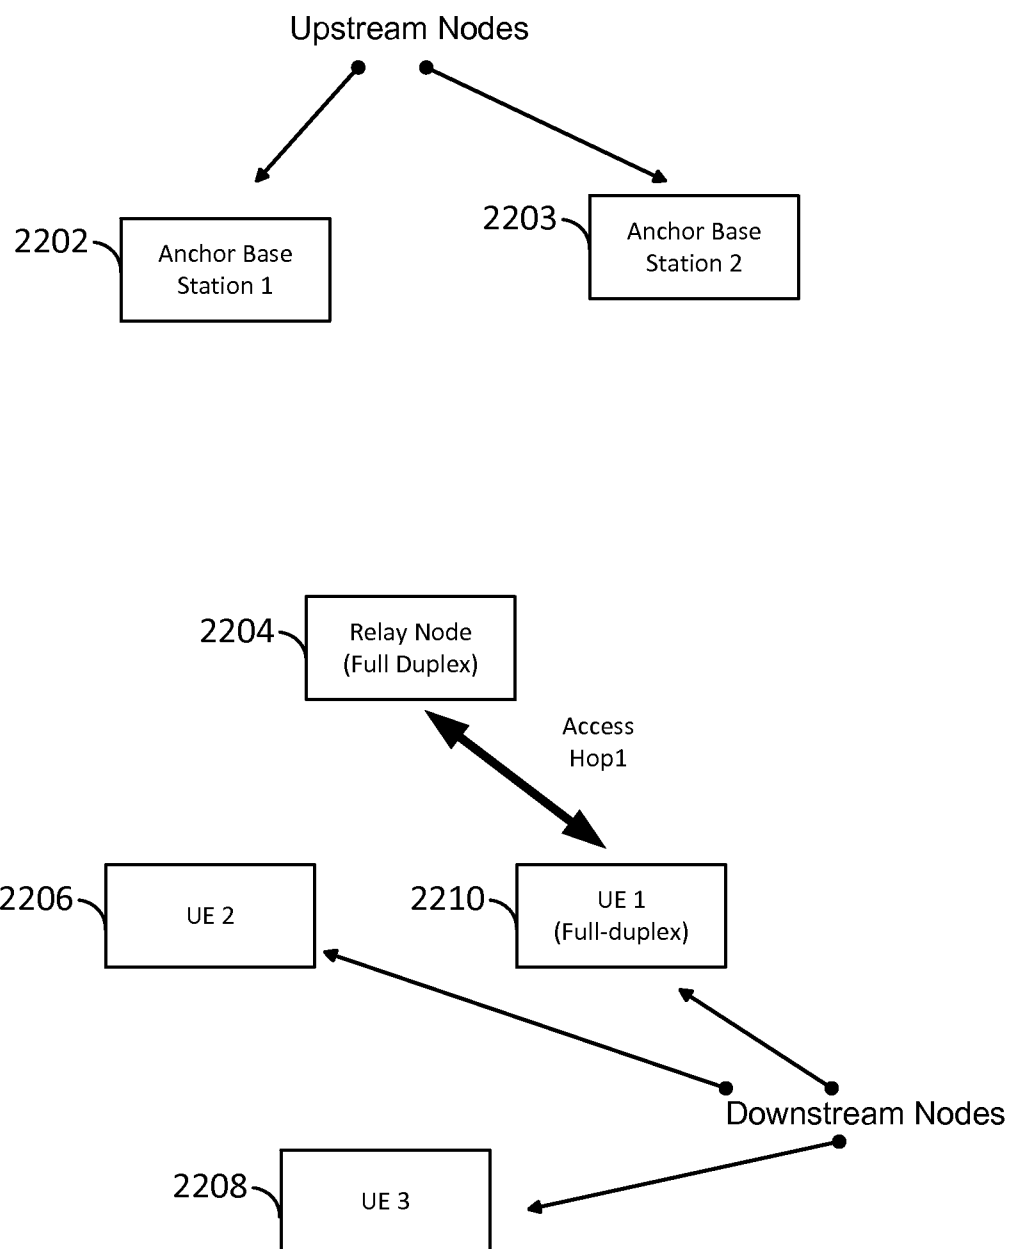 Upstream Nodes
2202
Anchor Base
Station 1
2203
Anchor Base
Station 2
2204
Relay Node
(Full Duplex)
Access
Hop1
2206
UE 2
2210
UE 1
(Full-duplex)
Downstream Nodes
2208
UE 3